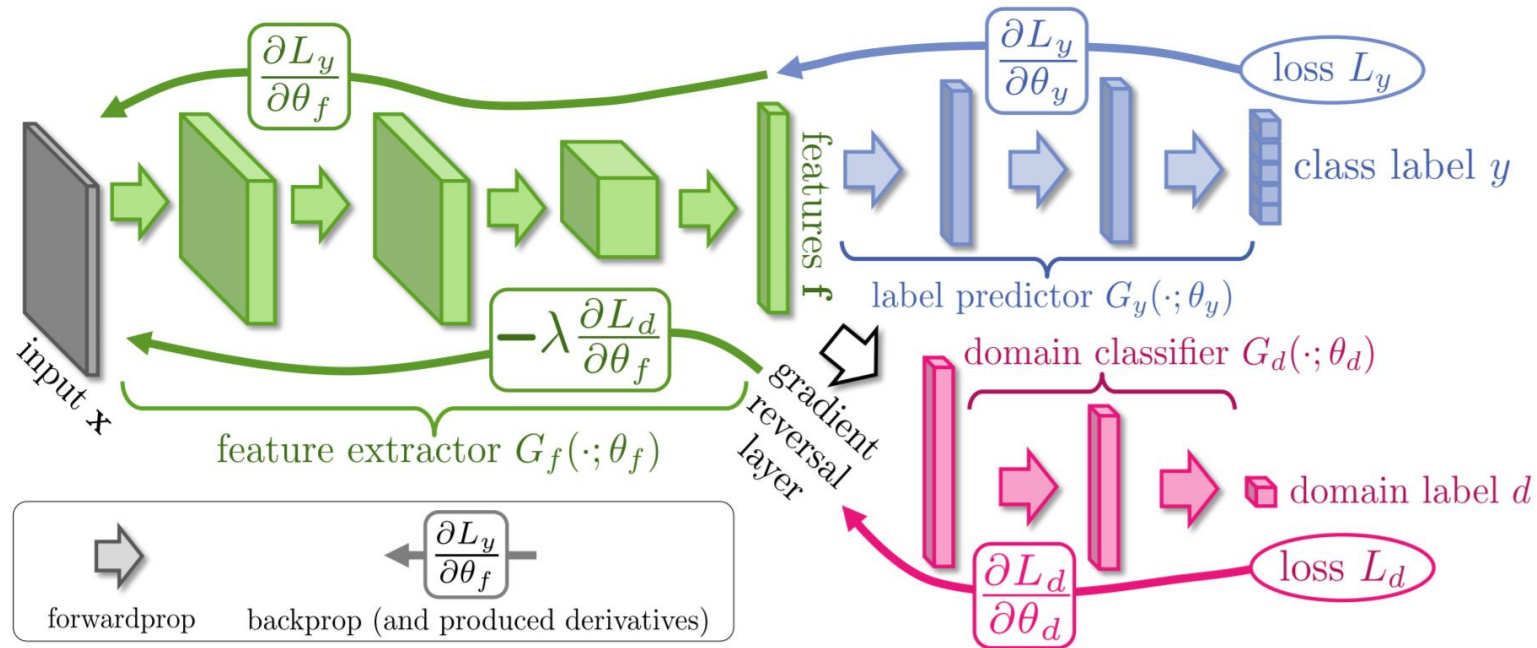 ∂L_y
∂θ_f
∂L_y
∂θ_y
loss L_y
features f
class label y
label predictor G_y(·; θ_y)
input x
−λ ∂L_d
∂θ_f
feature extractor G_f(·; θ_f)
gradient
reversal
layer
domain classifier G_d(·; θ_d)
domain label d
∂L_d
∂θ_d
loss L_d
∂L_y
∂θ_f
forwardprop
backprop (and produced derivatives)